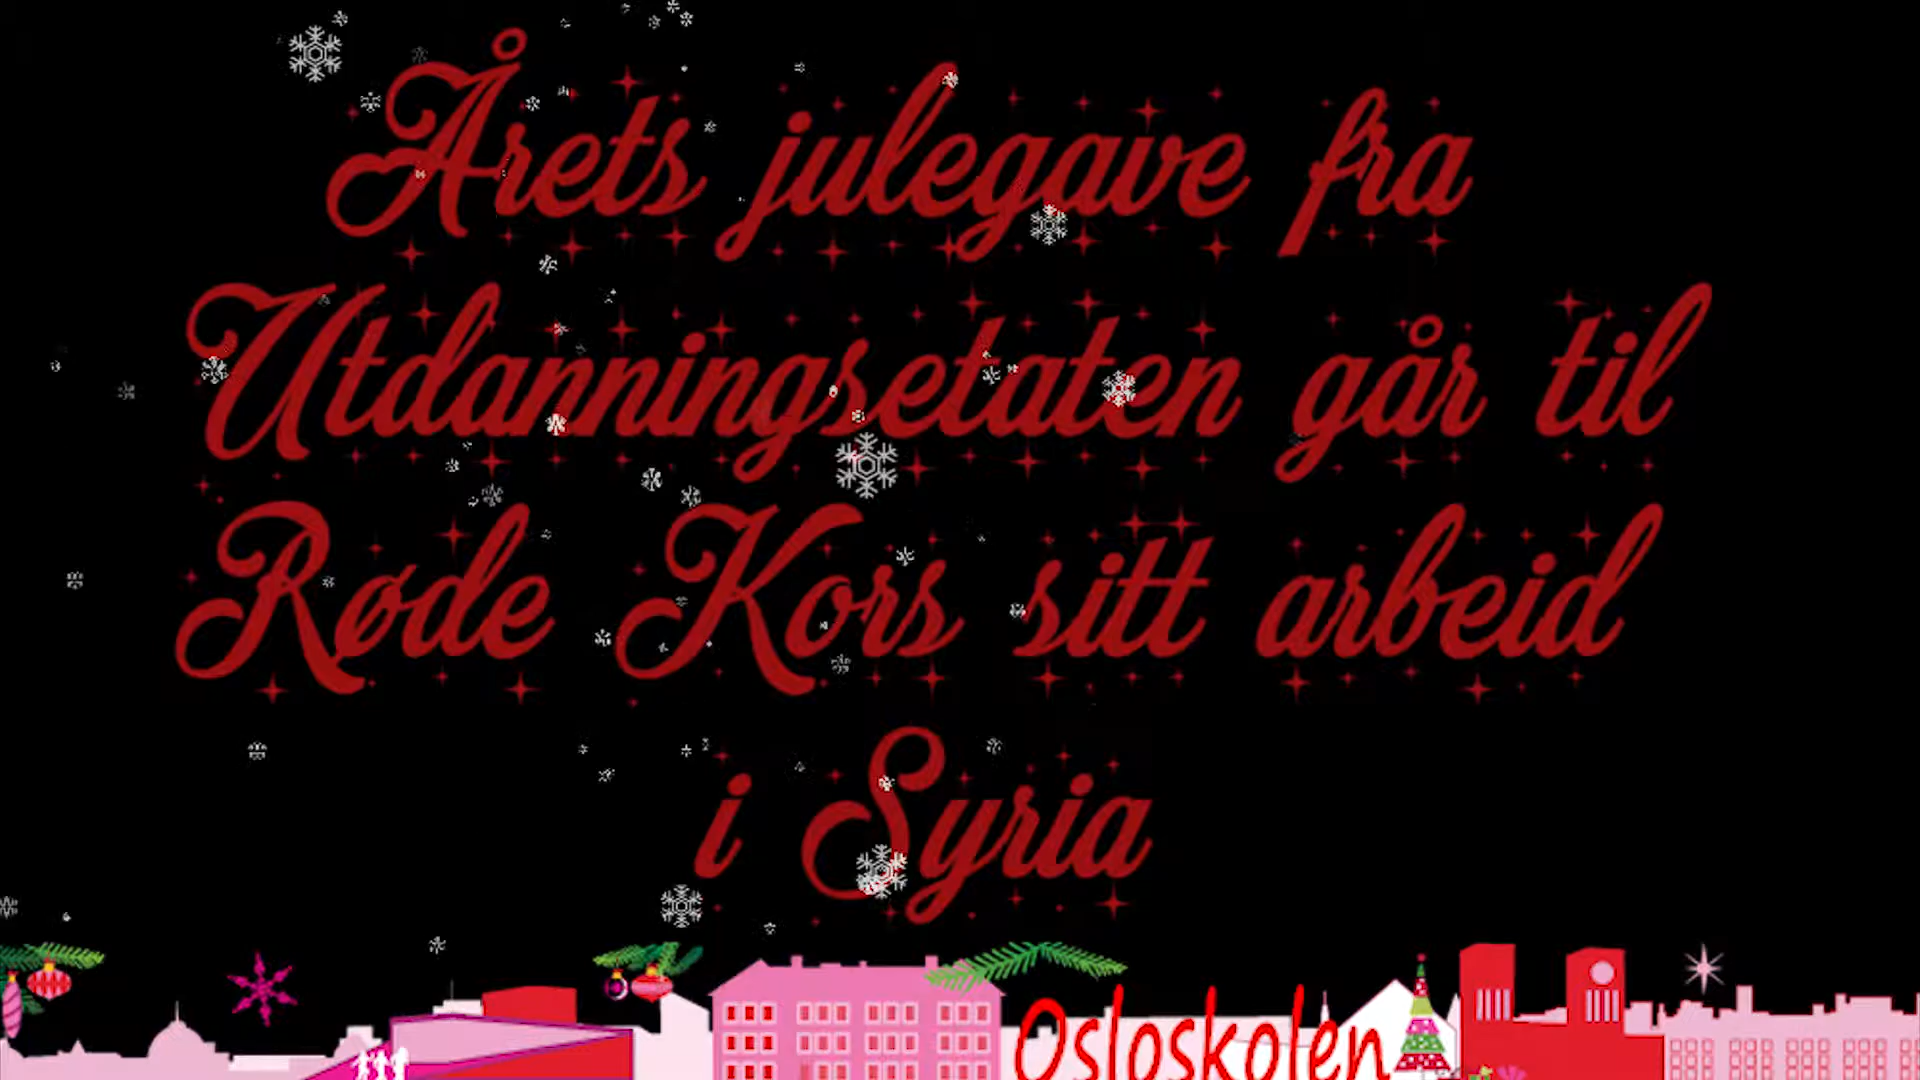 Årets julegave fra
Utdanningsetaten går til
Røde Kors sitt arbeid
i Syria
Osloskolen